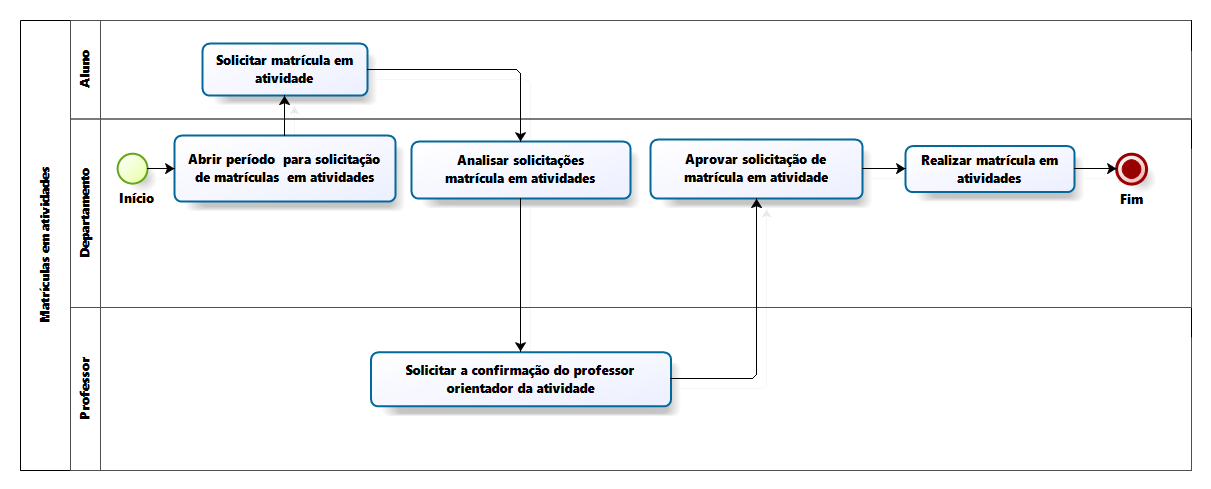 Matrículas em atividades
Aluno
Solicitar matrícula em
atividade
Departamento
Início
Abrir período para solicitação
de matrículas em atividades
Analisar solicitações
matrícula em atividades
Aprovar solicitação de
matrícula em atividade
Realizar matrícula em
atividades
Fim
Professor
Solicitar a confirmação do professor
orientador da atividade